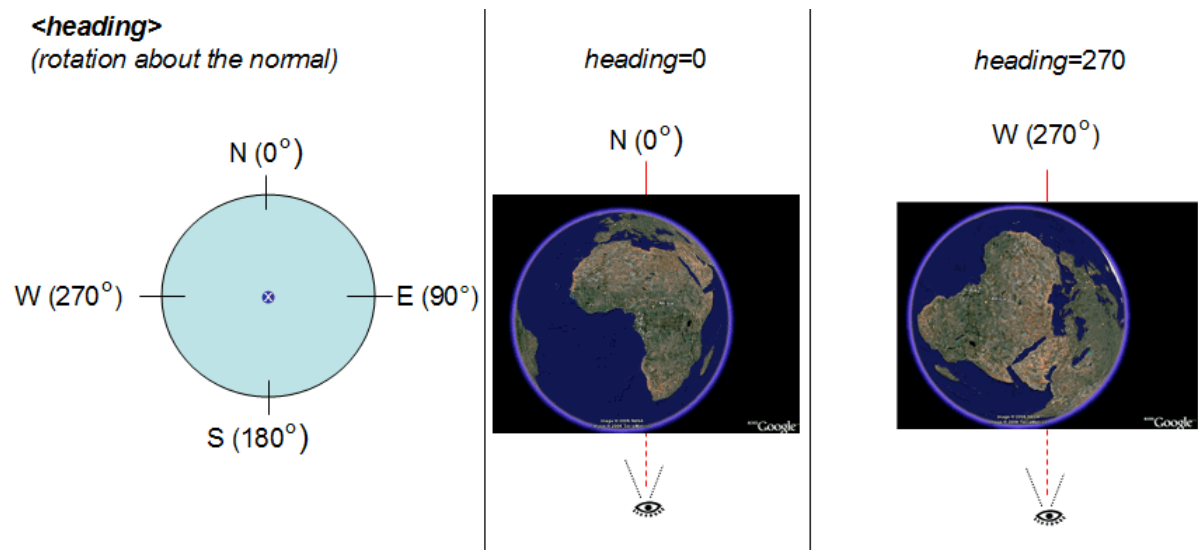 <heading>
(rotation about the normal)
N (0°)
W (270°)
E (90°)
S (180°)
heading=0
N (0°)
Google
heading=270
W (270°)
Google